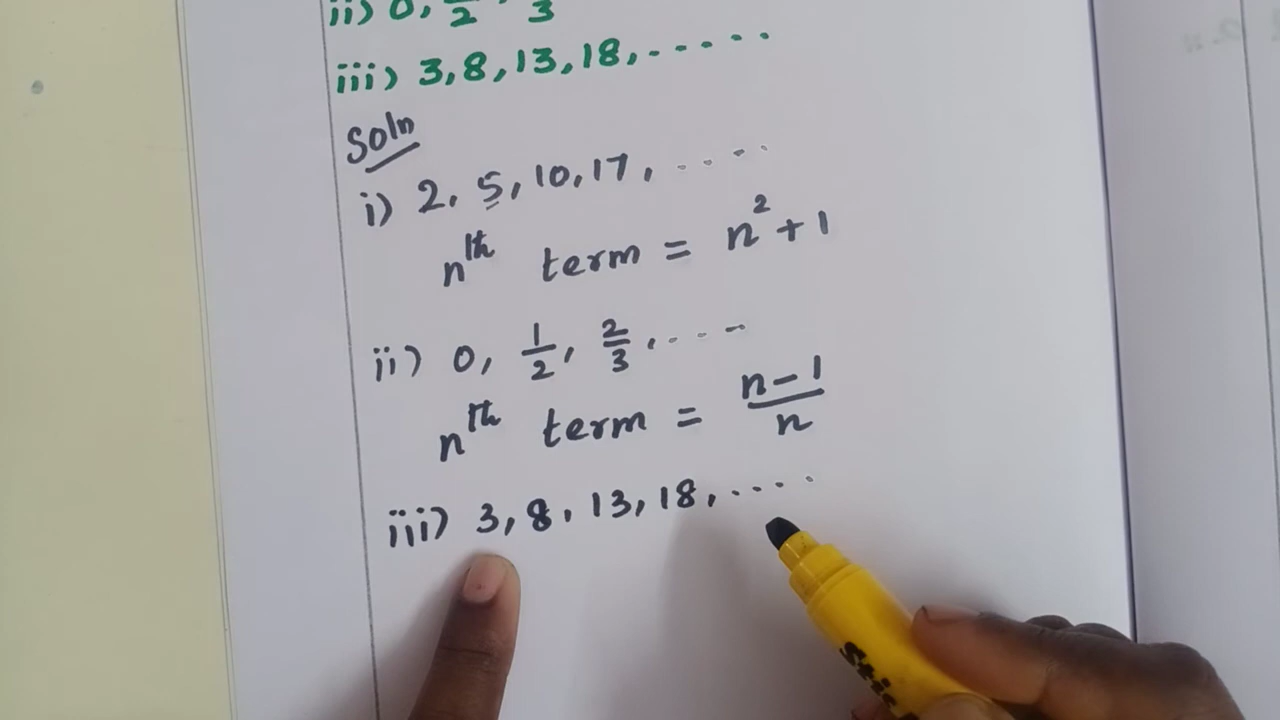 ii) 0, 1/2, 2/3
iii) 3, 8, 13, 18, .....
Soln
i) 2, 5, 10, 17, ....
nth term = n² + 1
ii) 0, 1/2, 2/3, ....
nth term = n-1/n
iii) 3, 8, 13, 18, ....